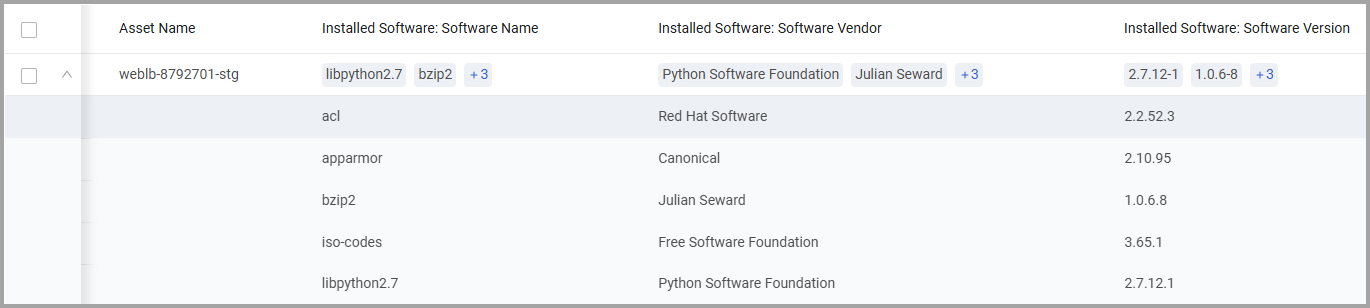 Asset Name Installed Software: Software Name Installed Software: Software Vendor Installed Software: Software Version
weblb-8792701-stg libpython2.7 bzip2 +3 Python Software Foundation Julian Seward +3 2.7.12-1 1.0.6-8 +3
acl Red Hat Software 2.2.52.3
apparmor Canonical 2.10.95
bzip2 Julian Seward 1.0.6.8
iso-codes Free Software Foundation 3.65.1
libpython2.7 Python Software Foundation 2.7.12.1